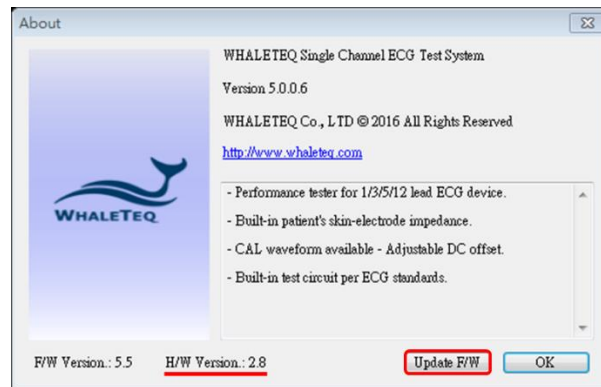 About
WHALETEQ Single Channel ECG Test System
Version 5.0.0.6
WHALETEQ Co., LTD © 2016 All Rights Reserved
http://www.whaleteq.com
- Performance tester for 1/3/5/12 lead ECG device.
- Built-in patient's skin-electrode impedance.
- CAL waveform available - Adjustable DC offset.
- Built-in test circuit per ECG standards.
WHALETEQ
F/W Version.: 5.5 H/W Version.: 2.8 Update F/W OK